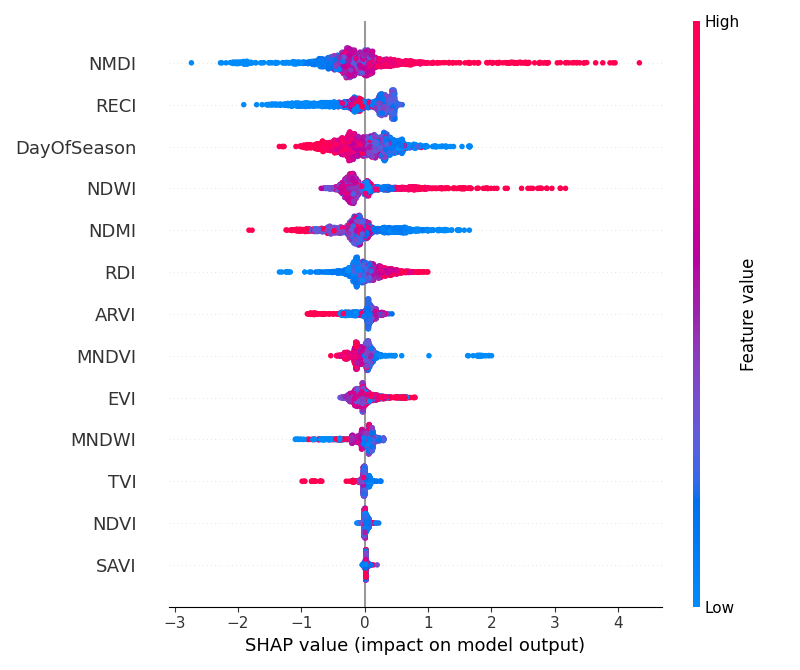 High
NMDI
RECI
DayOfSeason
NDWI
NDMI
RDI
ARVI
MNDVI
EVI
MNDWI
TVI
NDVI
SAVI
Feature value
Low
−3 −2 −1 0 1 2 3 4
SHAP value (impact on model output)